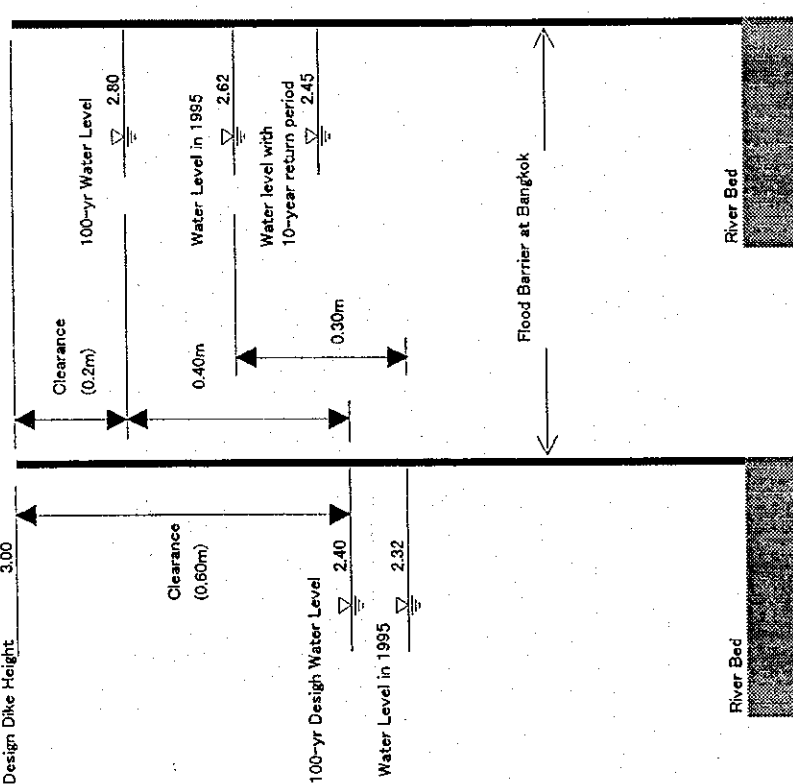 Design Dike Height 3.00
Clearance
(0.60m)
100-yr Desigh Water Level 2.40
Water Level in 1995 2.32
River Bed
Clearance
(0.2m)
0.40m
0.30m
100-yr Water Level 2.80
Water Level in 1995 2.62
Water level with
10-year return period 2.45
Flood Barrier at Bangkok
River Bed